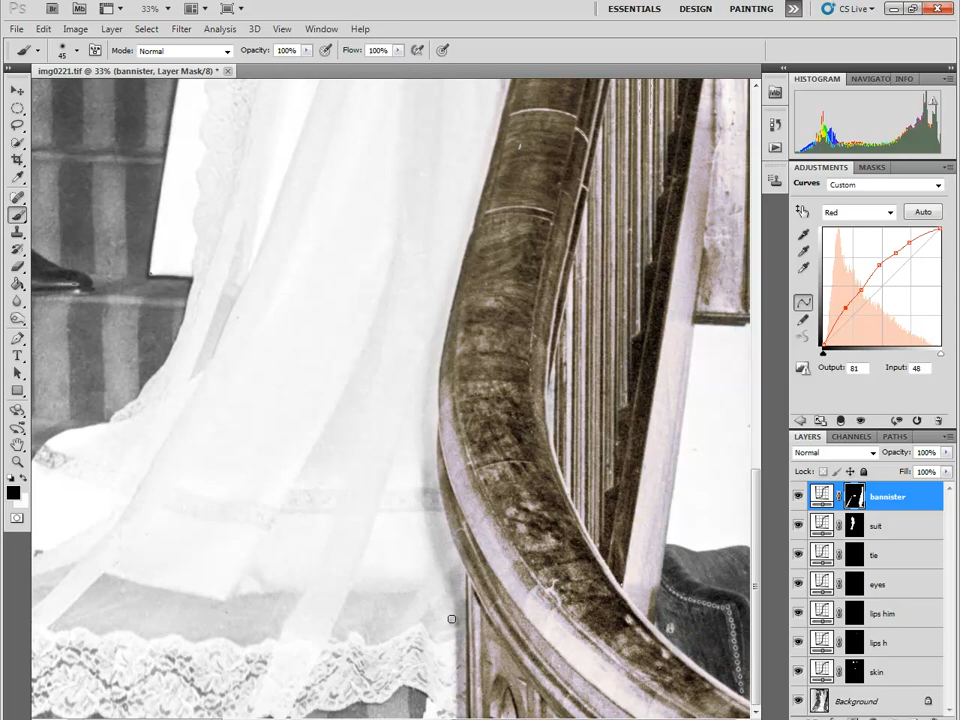 Ps Br Mb 33% ESSENTIALS DESIGN PAINTING CS Live
File Edit Image Layer Select Filter Analysis 3D View Window Help
45 Mode: Normal Opacity: 100% Flow: 100%
img0221.tif @ 33% (bannister, Layer Mask/8) *
HISTOGRAM NAVIGATO INFO
ADJUSTMENTS MASKS
Curves Custom
Red Auto
Output: 81 Input: 48
LAYERS CHANNELS PATHS
Normal Opacity: 100%
Lock: Fill: 100%
bannister
suit
tie
eyes
lips him
lips h
skin
Background